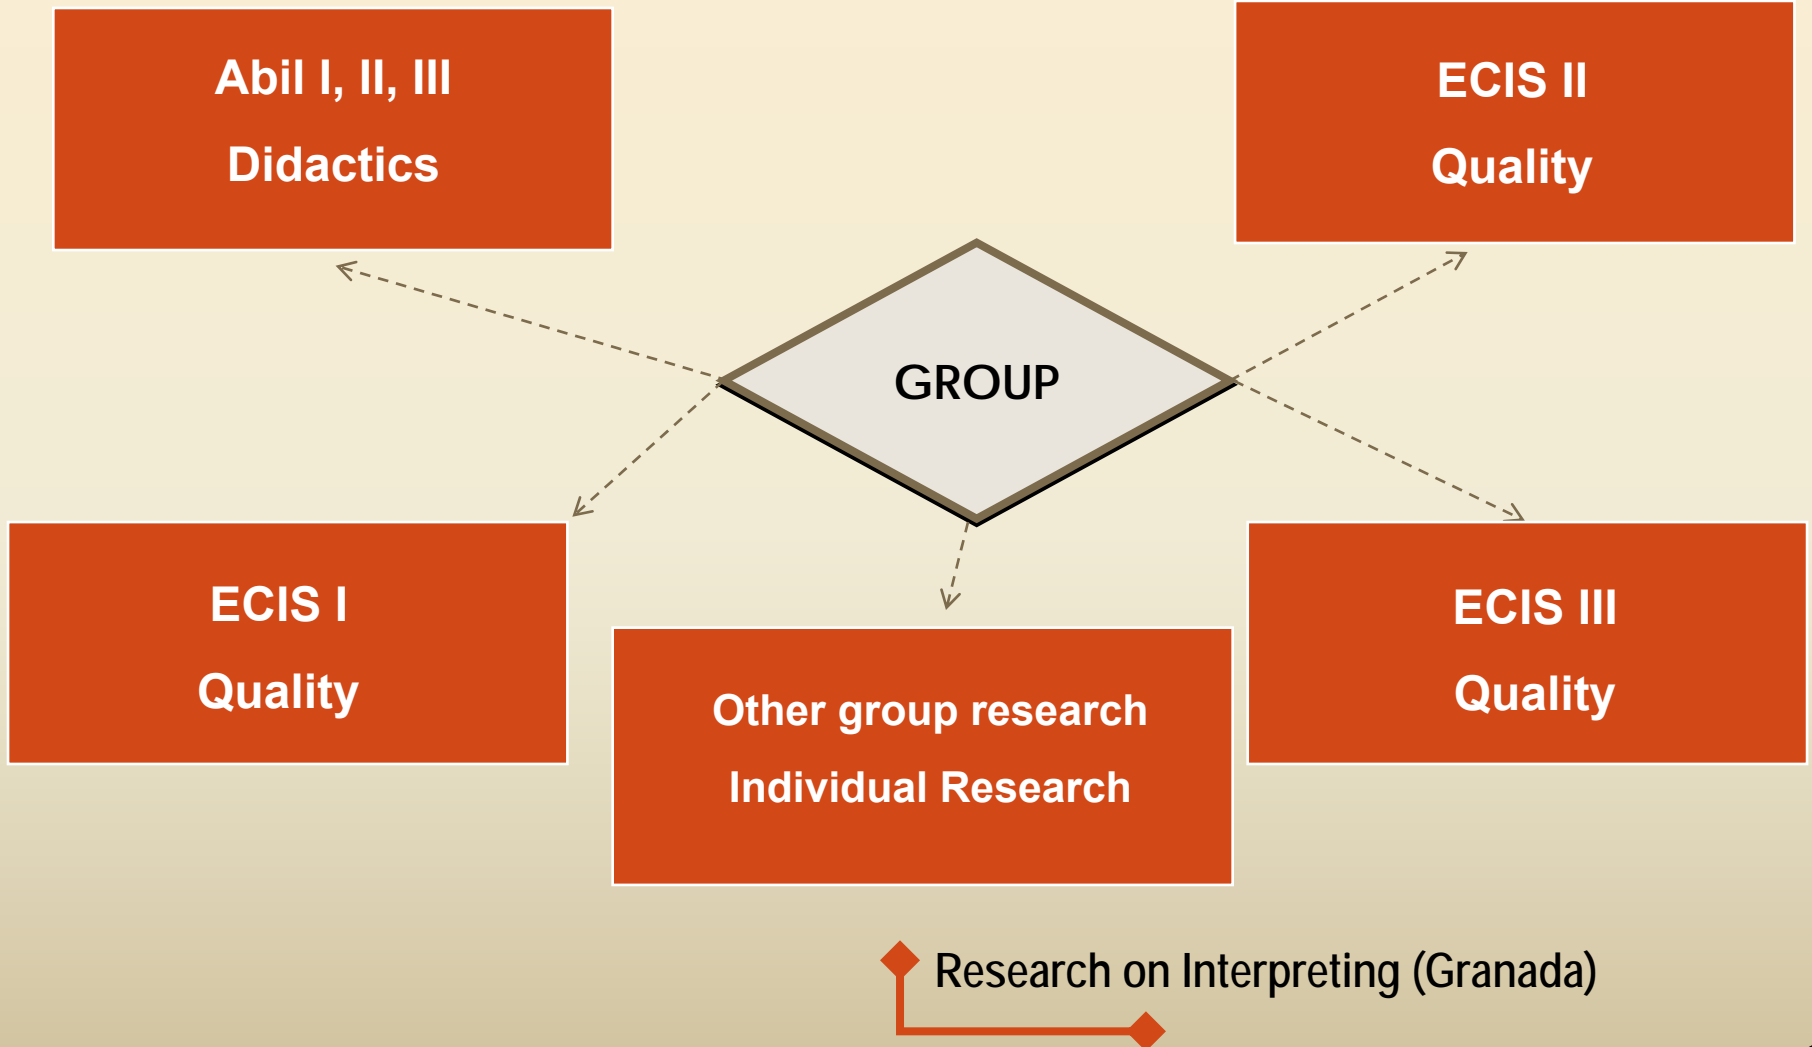 Abil I, II, III
Didactics
ECIS II
Quality
GROUP
ECIS I
Quality
Other group research
Individual Research
ECIS III
Quality
Research on Interpreting (Granada)